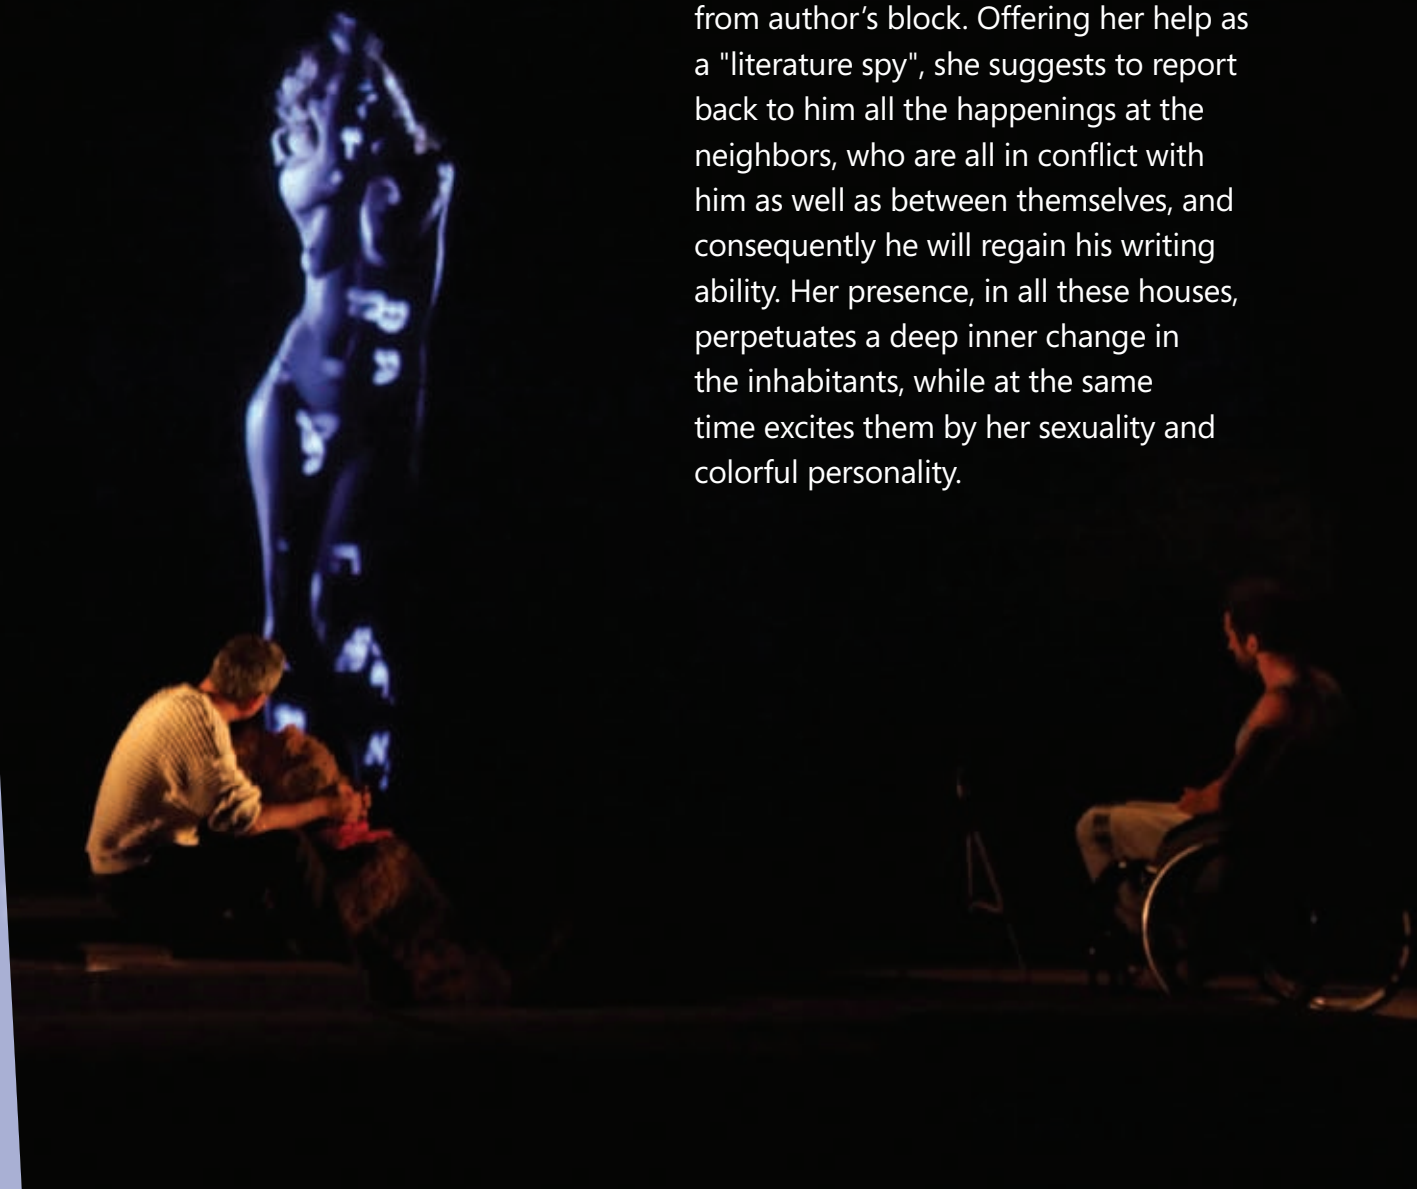 from author’s block. Offering her help as
a "literature spy", she suggests to report
back to him all the happenings at the
neighbors, who are all in conflict with
him as well as between themselves, and
consequently he will regain his writing
ability. Her presence, in all these houses,
perpetuates a deep inner change in
the inhabitants, while at the same
time excites them by her sexuality and
colorful personality.